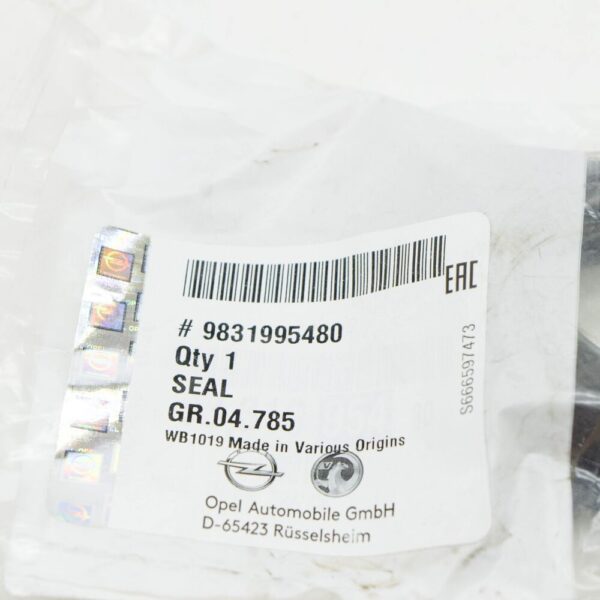 EAC
# 9831995480
Qty 1
SEAL
GR.04.785
WB1019 Made in Various Origins
Opel Automobile GmbH
D-65423 Rüsselsheim
S666597473